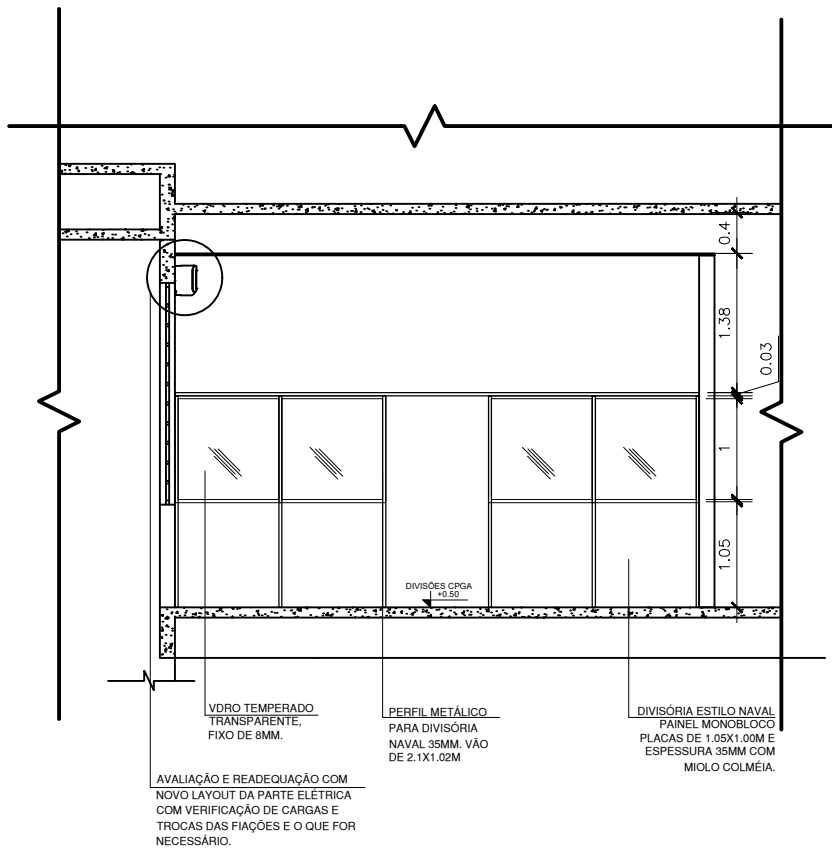 0.4
1.38
0.03
1
1.05
DIVISÕES CPGA
+0.50
VDRO TEMPERADO
TRANSPARENTE,
FIXO DE 8MM.
PERFIL METÁLICO
PARA DIVISÓRIA
NAVAL 35MM. VÃO
DE 2.1X1.02M
DIVISÓRIA ESTILO NAVAL
PAINEL MONOBLOCO
PLACAS DE 1.05X1.00M E
ESPESSURA 35MM COM
MIOLO COLMÉIA.
AVALIAÇÃO E READEQUAÇÃO COM
NOVO LAYOUT DA PARTE ELÉTRICA
COM VERIFICAÇÃO DE CARGAS E
TROCAS DAS FIAÇÕES E O QUE FOR
NECESSÁRIO.